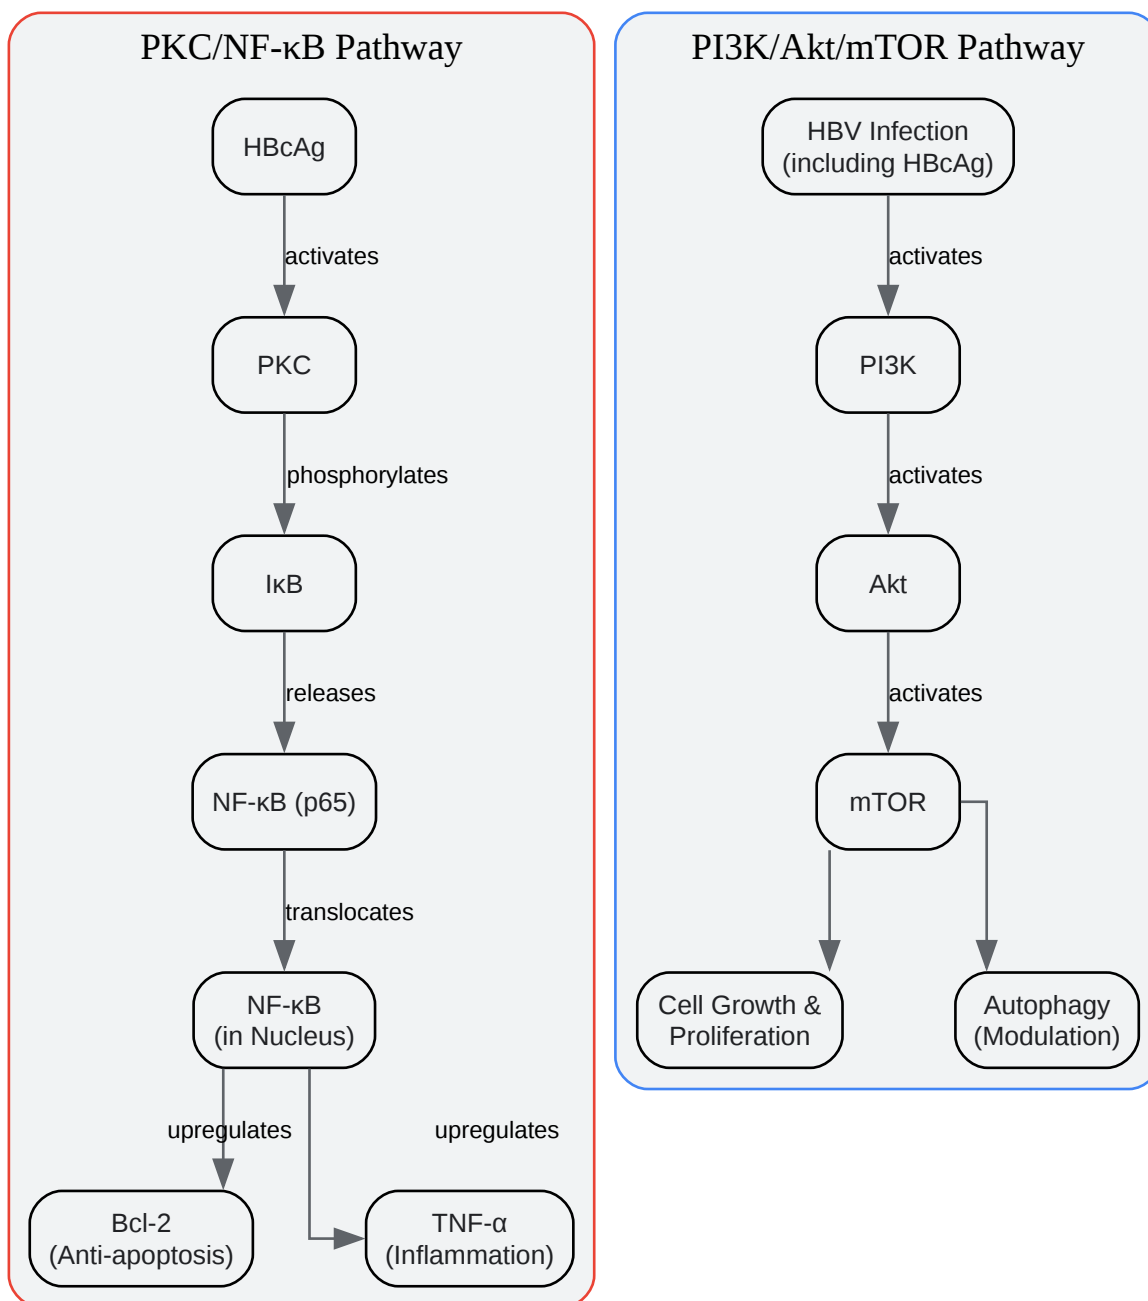 PKC/NF-κB Pathway
HBcAg
activates
PKC
phosphorylates
IκB
releases
NF-κB (p65)
translocates
NF-κB
(in Nucleus)
upregulates
upregulates
Bcl-2
(Anti-apoptosis)
TNF-α
(Inflammation)
PI3K/Akt/mTOR Pathway
HBV Infection
(including HBcAg)
activates
PI3K
activates
Akt
activates
mTOR
Cell Growth &
Proliferation
Autophagy
(Modulation)